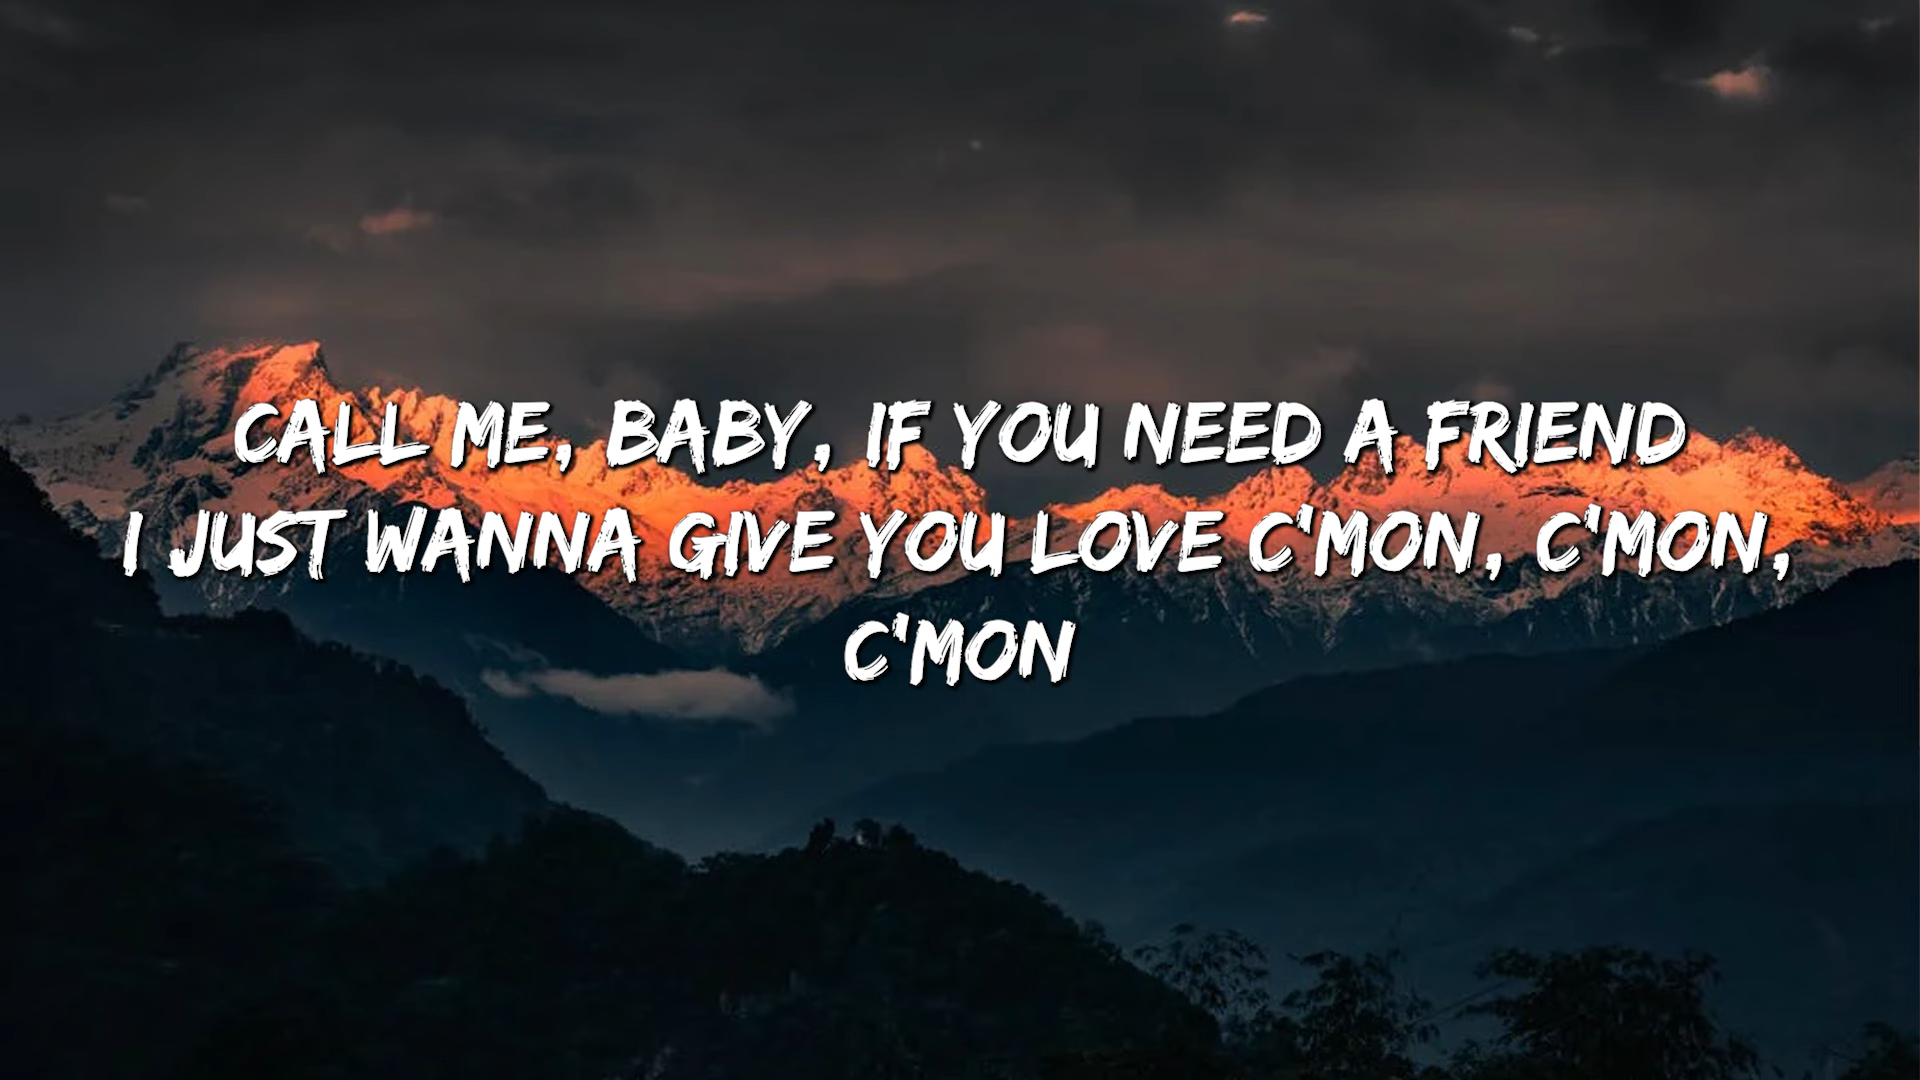 CALL ME, BABY, IF YOU NEED A FRIEND
I JUST WANNA GIVE YOU LOVE C'MON, C'MON,
C'MON